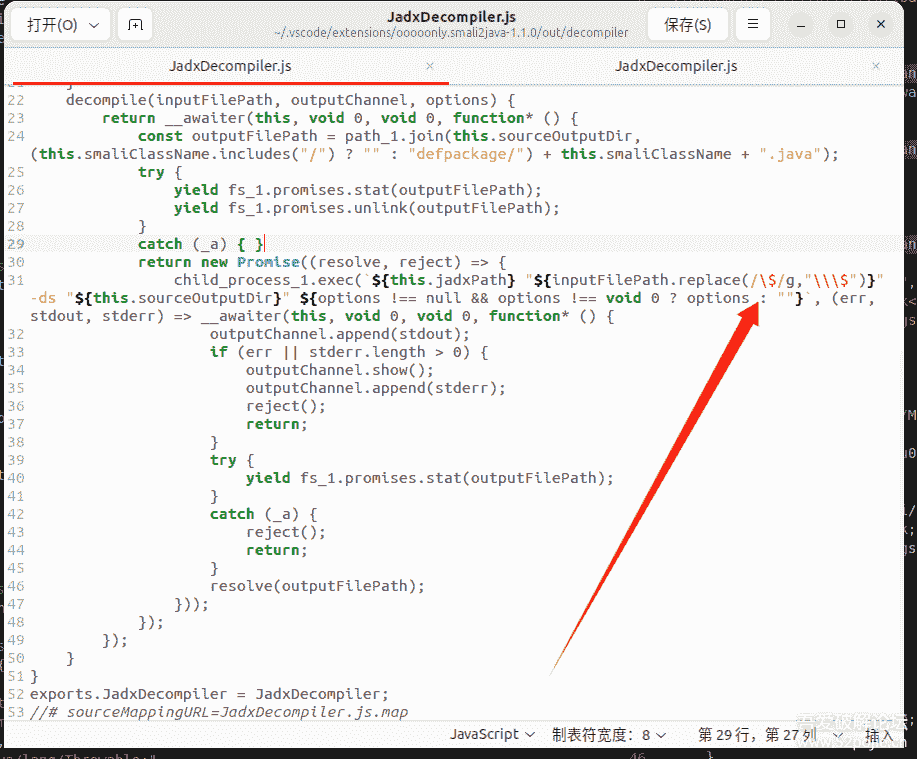 打开(O)
JadxDecompiler.js
~/.vscode/extensions/ooooonly.smali2java-1.1.0/out/decompiler
保存(S)
JadxDecompiler.js × JadxDecompiler.js ×
22 decompile(inputFilePath, outputChannel, options) {
23 return __awaiter(this, void 0, void 0, function* () {
24 const outputFilePath = path_1.join(this.sourceOutputDir,
(this.smaliClassName.includes("/") ? "" : "defpackage/") + this.smaliClassName + ".java");
25 try {
26 yield fs_1.promises.stat(outputFilePath);
27 yield fs_1.promises.unlink(outputFilePath);
28 }
29 catch (_a) { }
30 return new Promise((resolve, reject) => {
31 child_process_1.exec(`${this.jadxPath} "${inputFilePath.replace(/\$/g,"\\\$")}"
-ds "${this.sourceOutputDir}" ${options !== null && options !== void 0 ? options : ""}`, (err,
stdout, stderr) => __awaiter(this, void 0, void 0, function* () {
32 outputChannel.append(stdout);
33 if (err || stderr.length > 0) {
34 outputChannel.show();
35 outputChannel.append(stderr);
36 reject();
37 return;
38 }
39 try {
40 yield fs_1.promises.stat(outputFilePath);
41 }
42 catch (_a) {
43 reject();
44 return;
45 }
46 resolve(outputFilePath);
47 }));
48 });
49 });
50 }
51 }
52 exports.JadxDecompiler = JadxDecompiler;
53 //# sourceMappingURL=JadxDecompiler.js.map
JavaScript 制表符宽度：8 第 29 行，第 27 列 插入
吾爱破解论坛